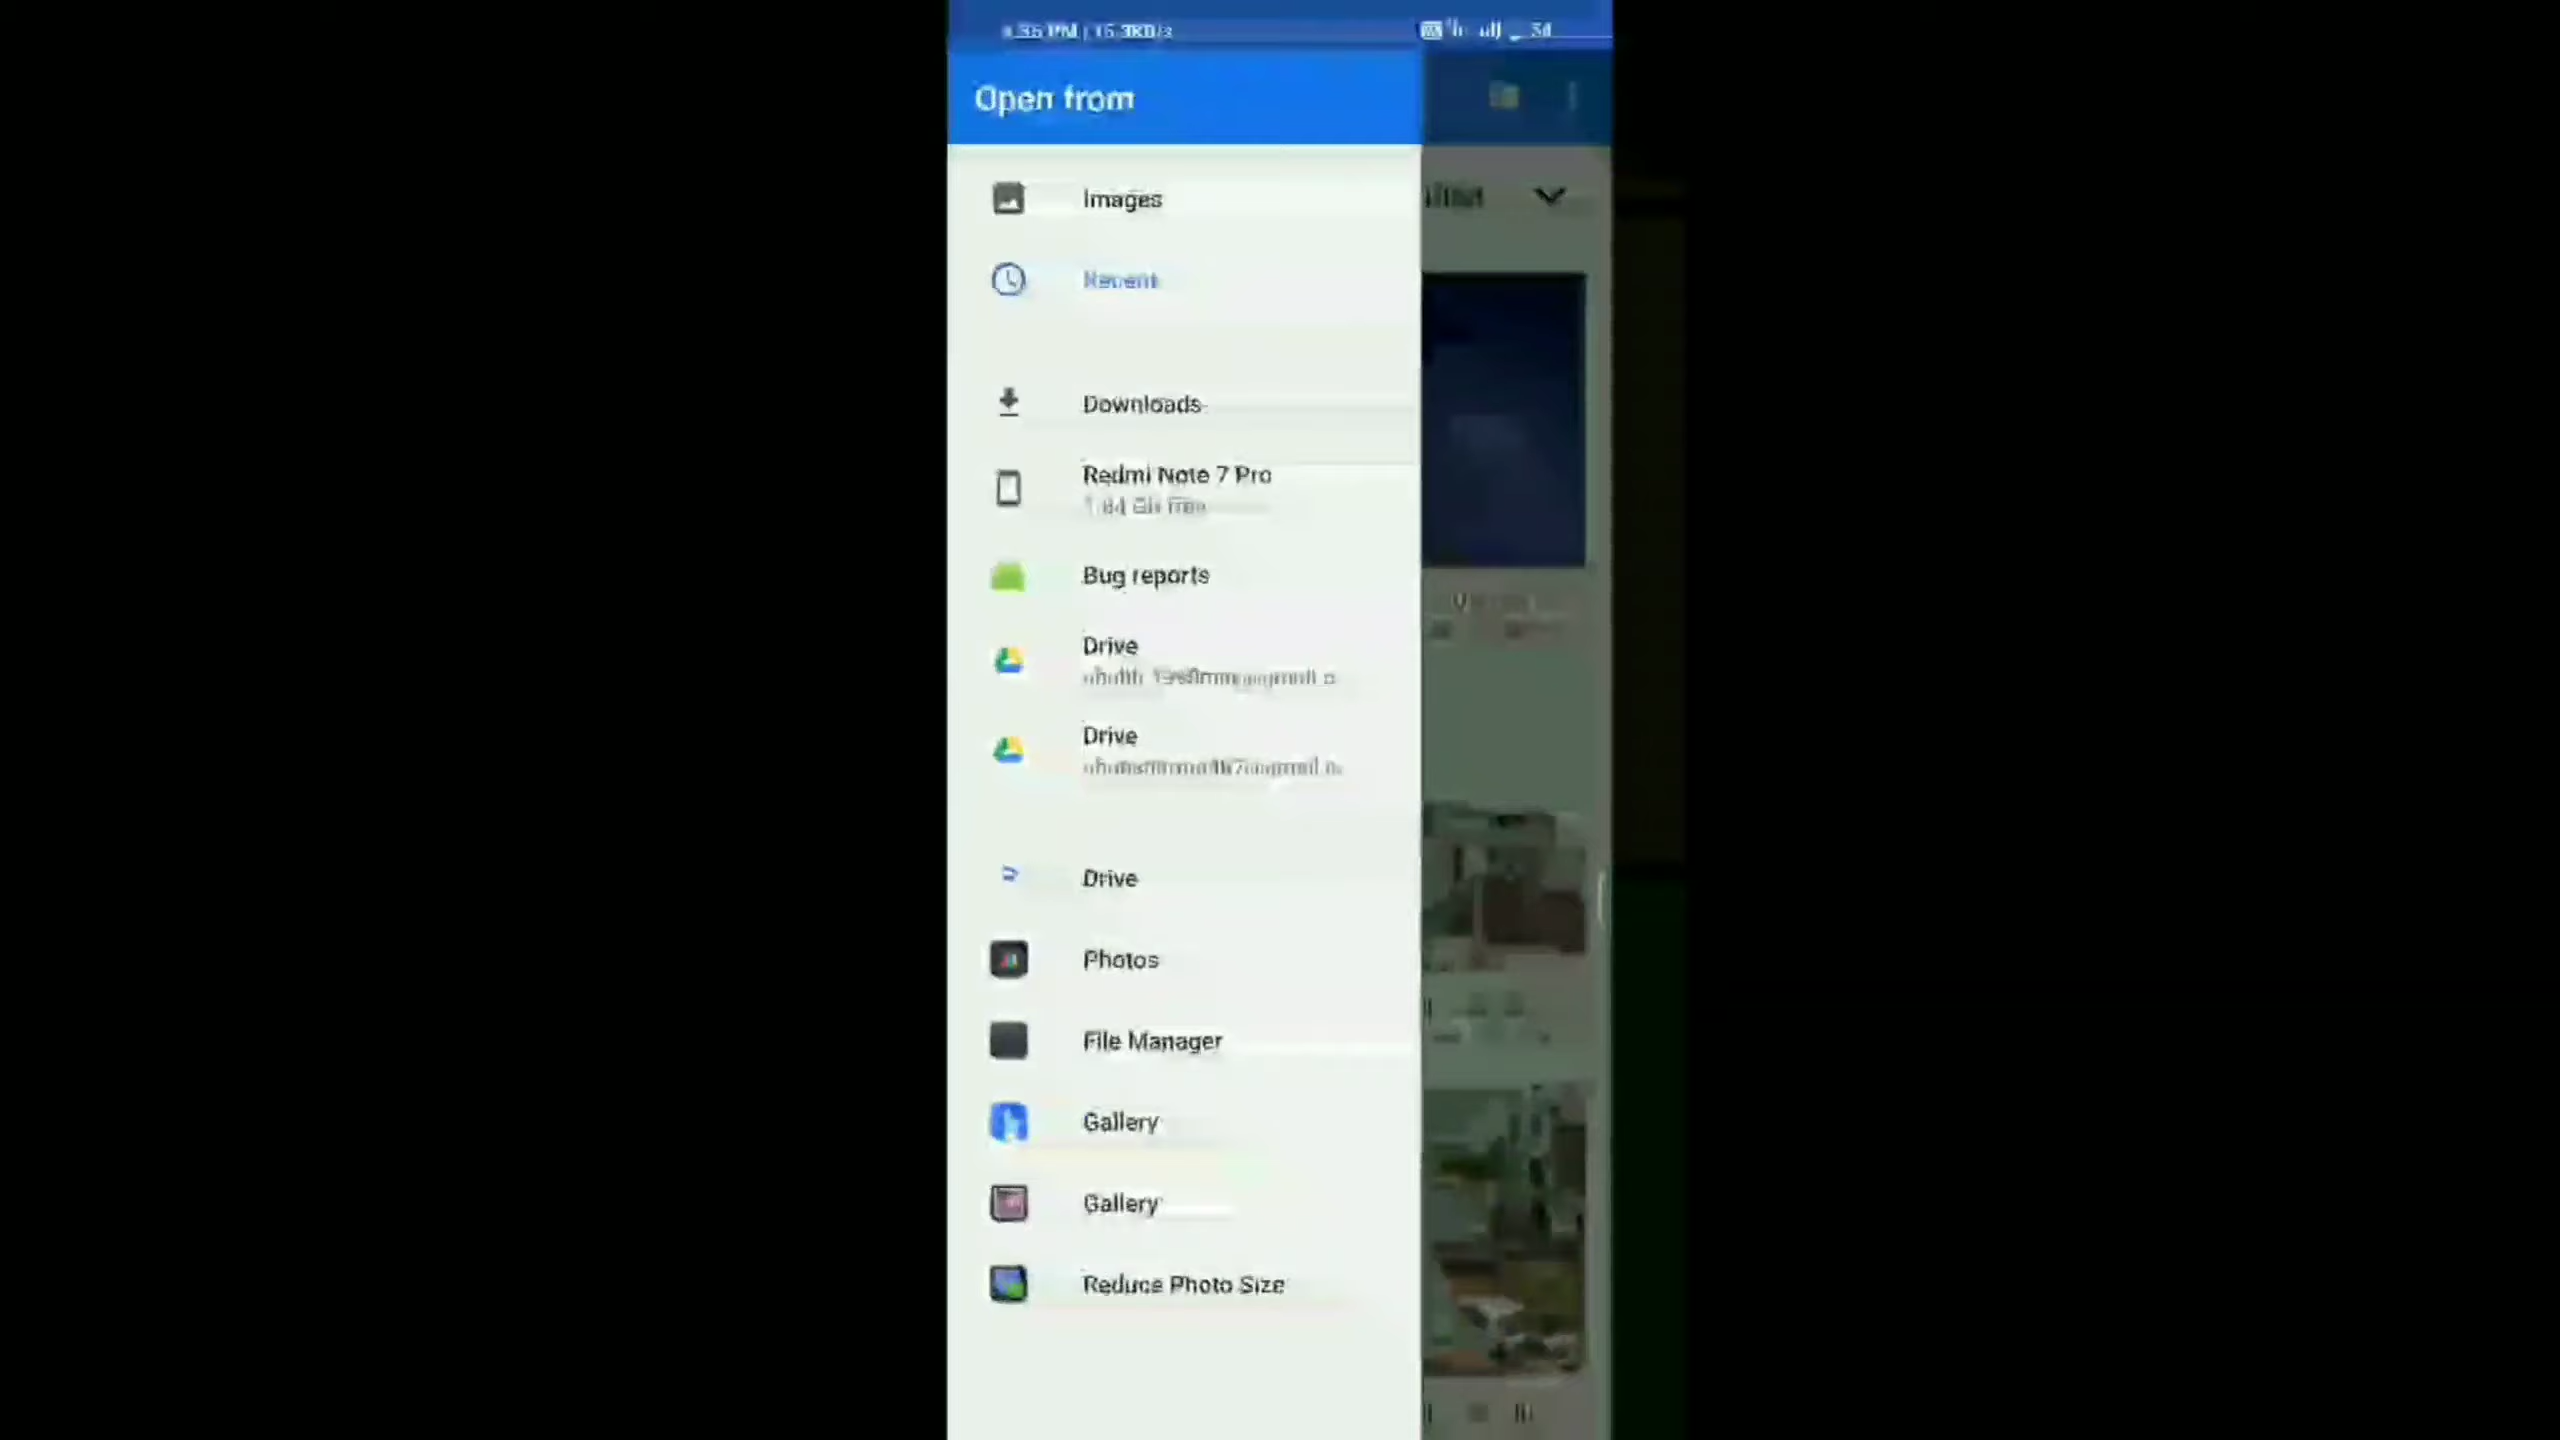 Open from
Images
Recent
Downloads
Redmi Note 7 Pro
Bug reports
Drive
Drive
Drive
Photos
File Manager
Gallery
Gallery
Reduce Photo Size